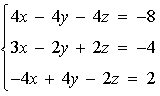 4x − 4y − 4z = −8
3x − 2y + 2z = −4
−4x + 4y − 2z = 2